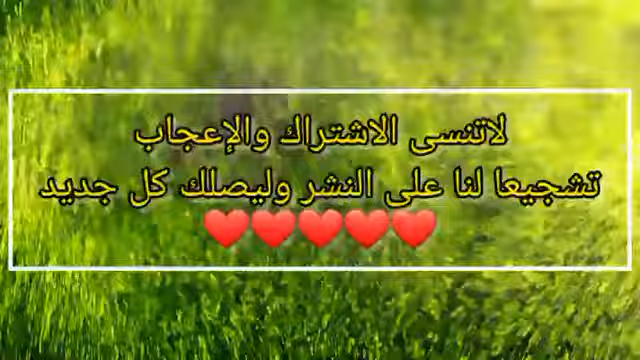 لاتنسى الاشتراك والإعجاب
تشجيعا لنا على النشر وليصلك كل جديد
♥♥♥♥♥